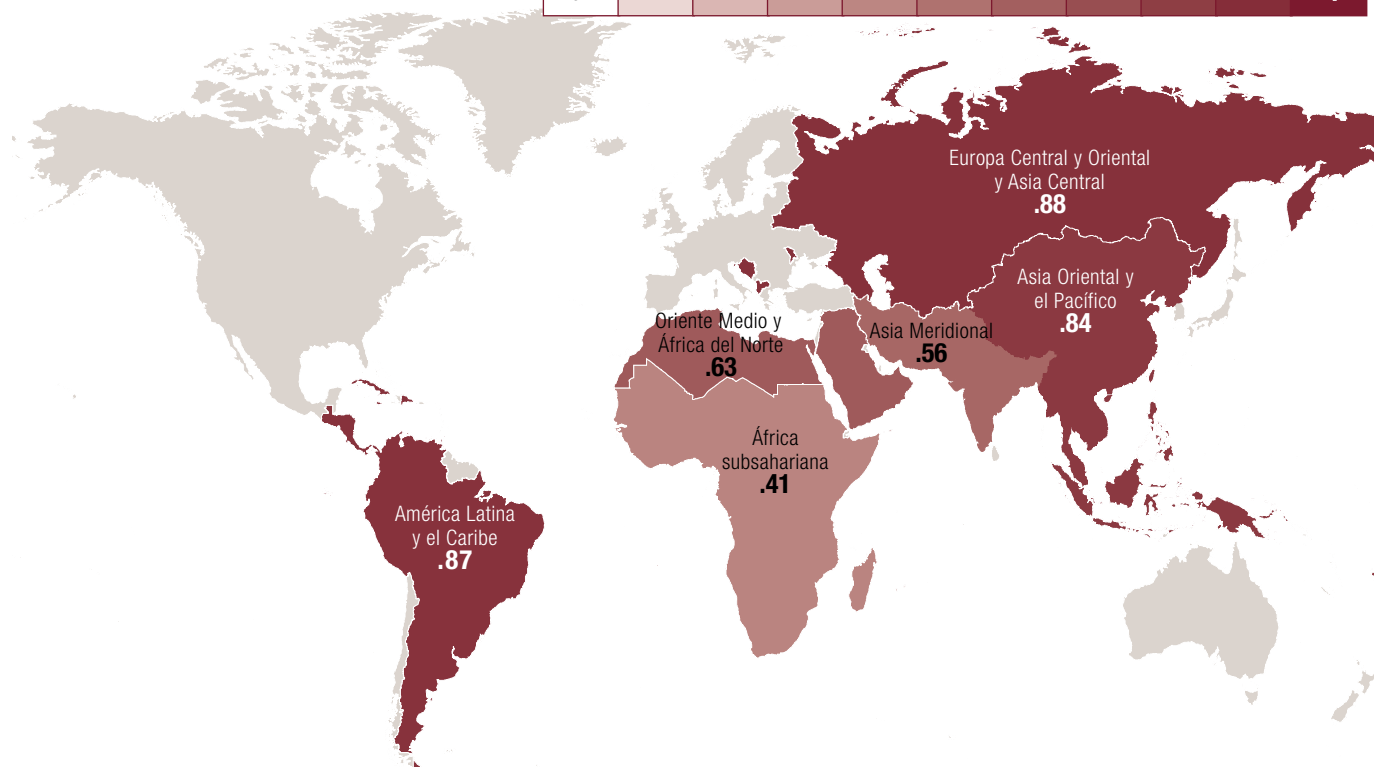 Europa Central y Oriental
y Asia Central
.88
Asia Oriental y
el Pacífico
.84
Oriente Medio y
África del Norte
.63
Asia Meridional
.56
África
subsahariana
.41
América Latina
y el Caribe
.87